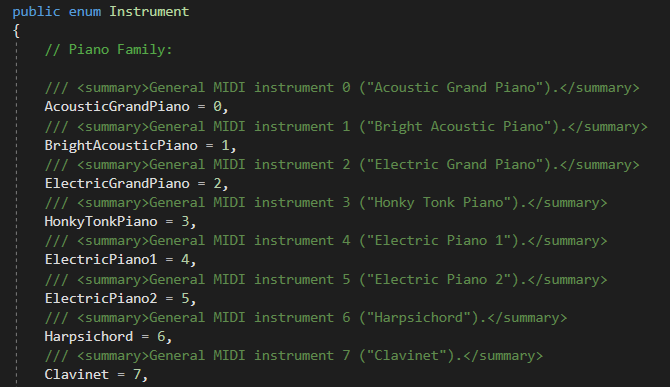 public enum Instrument
{
// Piano Family:
/// <summary>General MIDI instrument 0 ("Acoustic Grand Piano").</summary>
AcousticGrandPiano = 0,
/// <summary>General MIDI instrument 1 ("Bright Acoustic Piano").</summary>
BrightAcousticPiano = 1,
/// <summary>General MIDI instrument 2 ("Electric Grand Piano").</summary>
ElectricGrandPiano = 2,
/// <summary>General MIDI instrument 3 ("Honky Tonk Piano").</summary>
HonkyTonkPiano = 3,
/// <summary>General MIDI instrument 4 ("Electric Piano 1").</summary>
ElectricPiano1 = 4,
/// <summary>General MIDI instrument 5 ("Electric Piano 2").</summary>
ElectricPiano2 = 5,
/// <summary>General MIDI instrument 6 ("Harpsichord").</summary>
Harpsichord = 6,
/// <summary>General MIDI instrument 7 ("Clavinet").</summary>
Clavinet = 7,